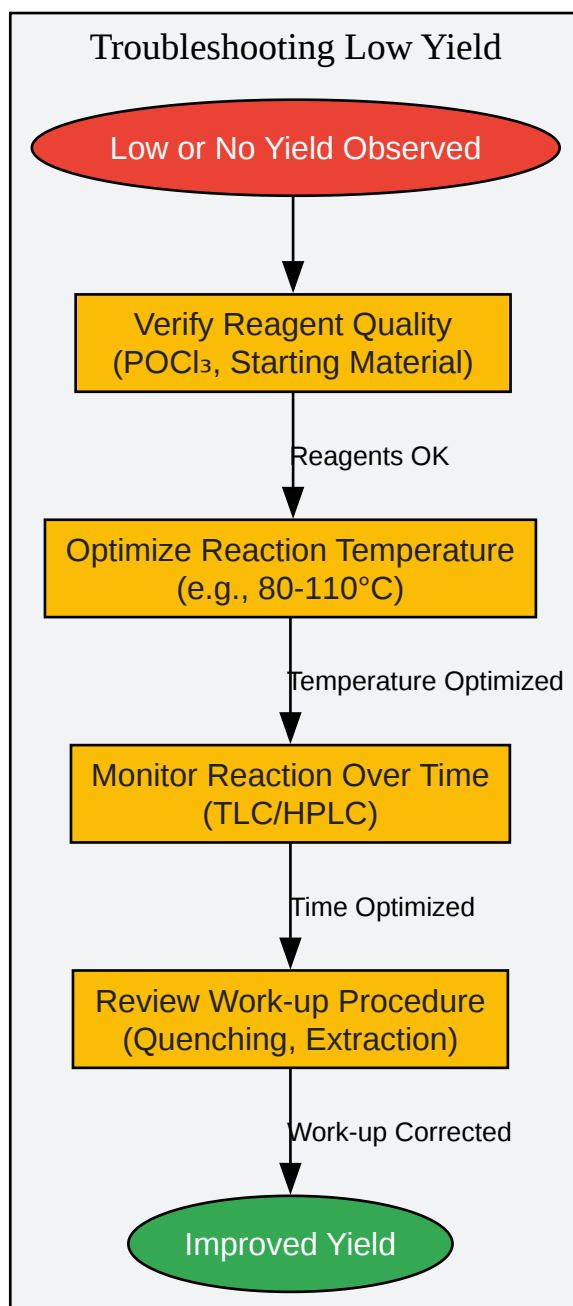 Troubleshooting Low Yield
Low or No Yield Observed
Verify Reagent Quality
(POCl₃, Starting Material)
Reagents OK
Optimize Reaction Temperature
(e.g., 80-110°C)
Temperature Optimized
Monitor Reaction Over Time
(TLC/HPLC)
Time Optimized
Review Work-up Procedure
(Quenching, Extraction)
Work-up Corrected
Improved Yield